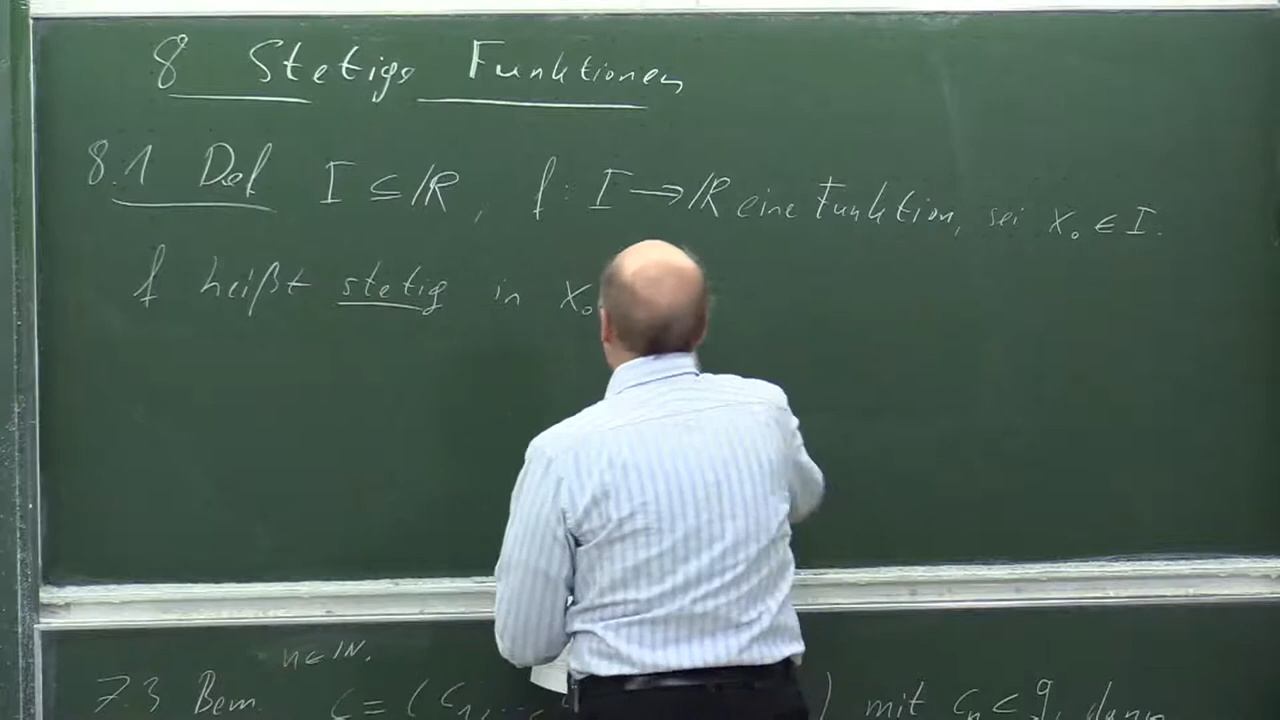 8 Stetige Funktionen
8.1 Def I ⊆ ℝ, f: I → ℝ eine Funktion, sei x₀ ∈ I.
f heißt stetig in x₀
n ∈ ℕ.
7.3 Bem. c = (c₁, ... ) mit cₙ < g, dann